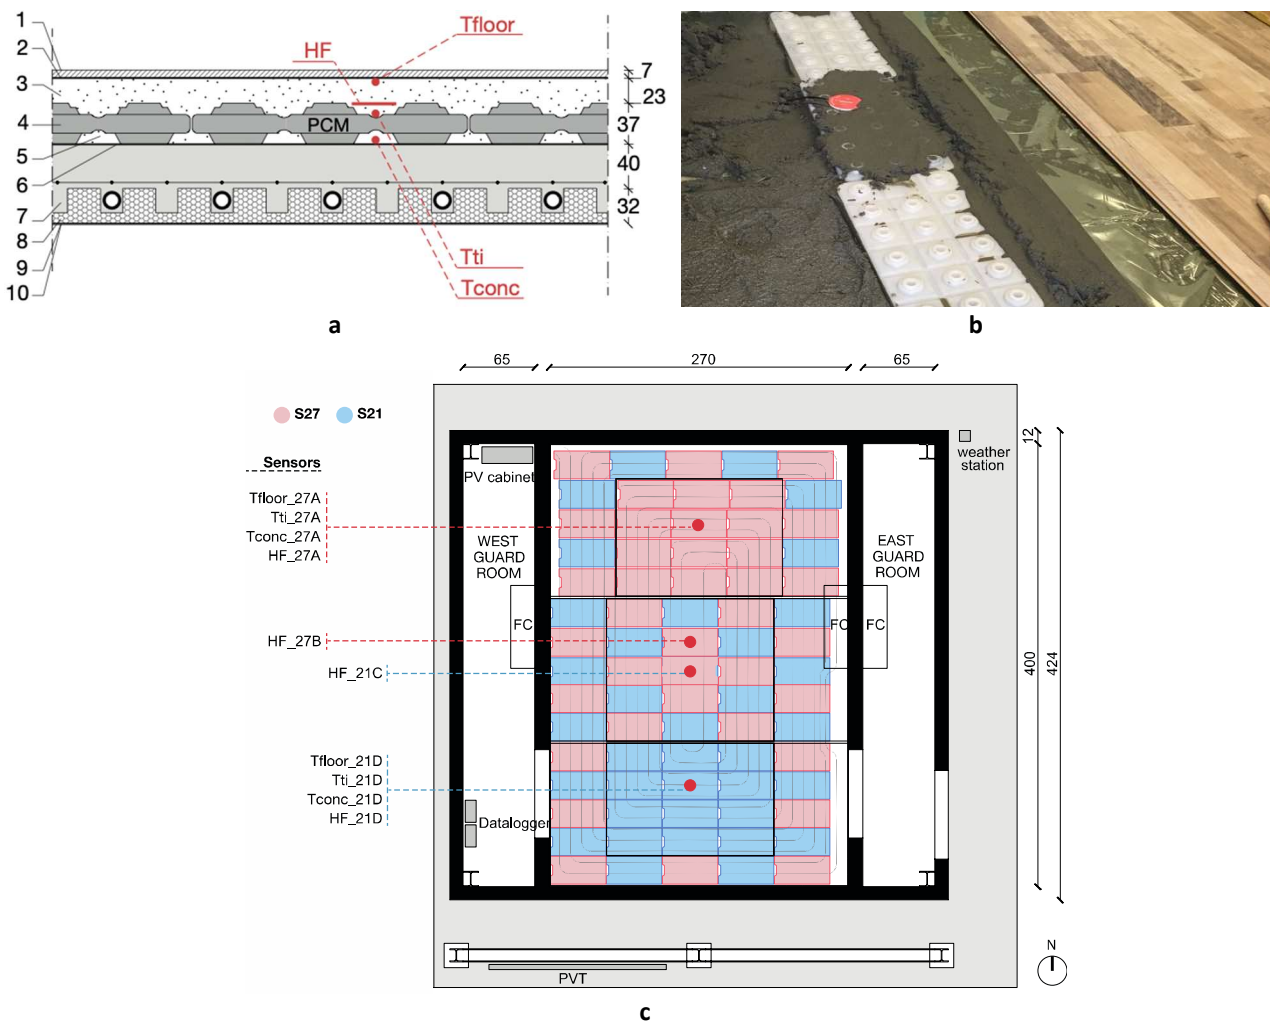 1
2
3
4
5
6
7
8
9
10
HF
Tfloor
PCM
7
23
37
40
32
Tti
Tconc
a
b
65
270
65
S27
S21
Sensors
Tfloor_27A
Tti_27A
Tconc_27A
HF_27A
HF_27B
HF_21C
Tfloor_21D
Tti_21D
Tconc_21D
HF_21D
PV cabinet
WEST
GUARD
ROOM
FC
Datalogger
EAST
GUARD
ROOM
FC
FC
weather
station
12
400
424
PVT
N
c